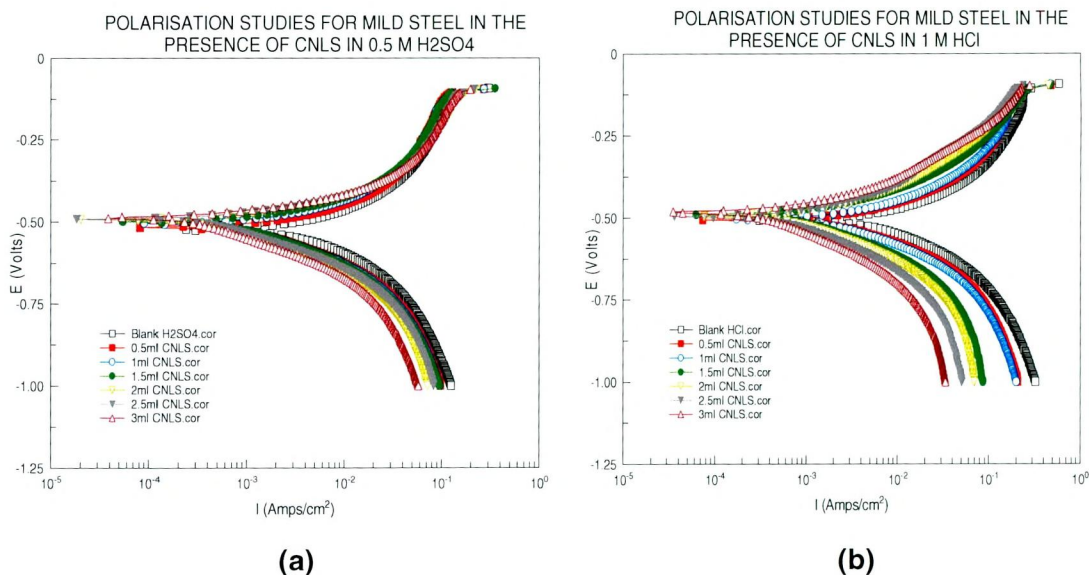 POLARISATION STUDIES FOR MILD STEEL IN THE
PRESENCE OF CNLS IN 0.5 M H2SO4
0
-0.25
-0.50
-0.75
-1.00
-1.25
E (Volts)
Blank H2SO4.cor
0.5ml CNLS.cor
1ml CNLS.cor
1.5ml CNLS.cor
2ml CNLS.cor
2.5ml CNLS.cor
3ml CNLS.cor
10⁻⁵ 10⁻⁴ 10⁻³ 10⁻² 10⁻¹ 10⁰
I (Amps/cm²)
(a)
POLARISATION STUDIES FOR MILD STEEL IN THE
PRESENCE OF CNLS IN 1 M HCl
0
-0.25
-0.50
-0.75
-1.00
-1.25
E (Volts)
Blank HCl.cor
0.5ml CNLS.cor
1ml CNLS.cor
1.5ml CNLS.cor
2ml CNLS.cor
2.5ml CNLS.cor
3ml CNLS.cor
10⁻⁵ 10⁻⁴ 10⁻³ 10⁻² 10⁻¹ 10⁰
I (Amps/cm²)
(b)